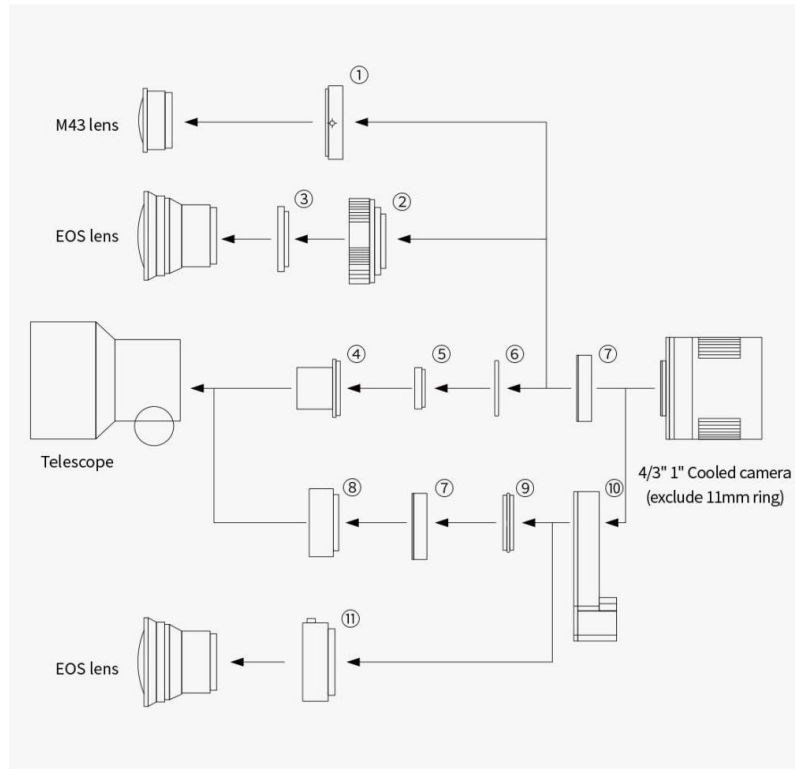 ①
M43 lens
③
②
EOS lens
④
⑤
⑥
⑦
Telescope
4/3" 1" Cooled camera
(exclude 11mm ring)
⑧
⑦
⑨
⑩
⑪
EOS lens